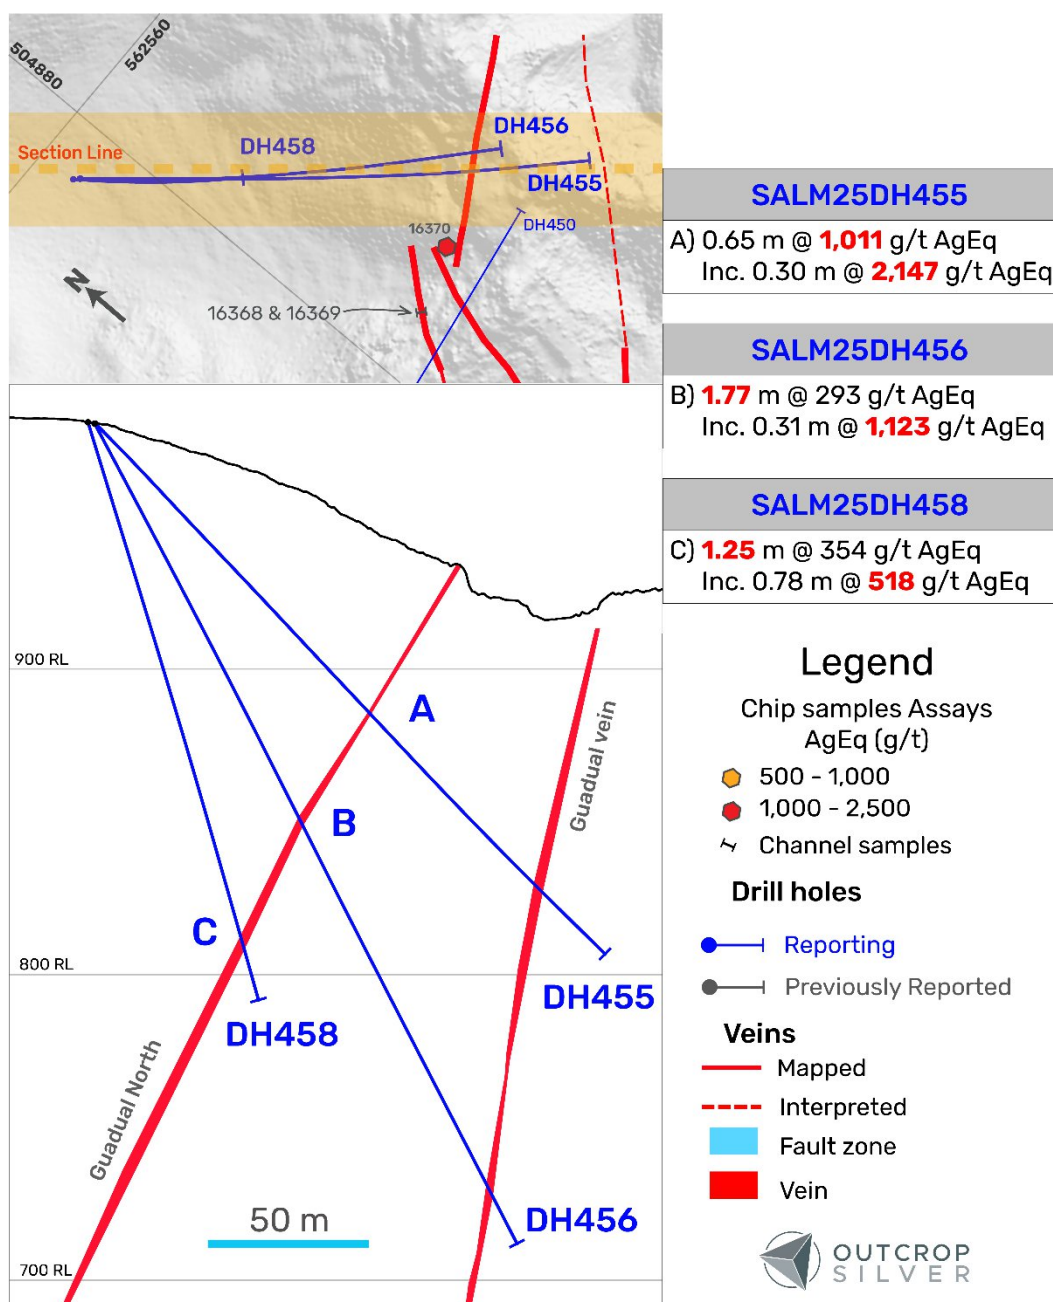 504880
562560
Section Line
DH458
DH456
DH455
DH450
16370
N
16368 & 16369
SALM25DH455
A) 0.65 m @ 1,011 g/t AgEq
Inc. 0.30 m @ 2,147 g/t AgEq
SALM25DH456
B) 1.77 m @ 293 g/t AgEq
Inc. 0.31 m @ 1,123 g/t AgEq
SALM25DH458
C) 1.25 m @ 354 g/t AgEq
Inc. 0.78 m @ 518 g/t AgEq
900 RL
A
B
C
Guadual vein
800 RL
DH455
DH458
Guadual North
50 m
DH456
700 RL
Legend
Chip samples Assays
AgEq (g/t)
500 - 1,000
1,000 - 2,500
Channel samples
Drill holes
Reporting
Previously Reported
Veins
Mapped
Interpreted
Fault zone
Vein
OUTCROP
SILVER